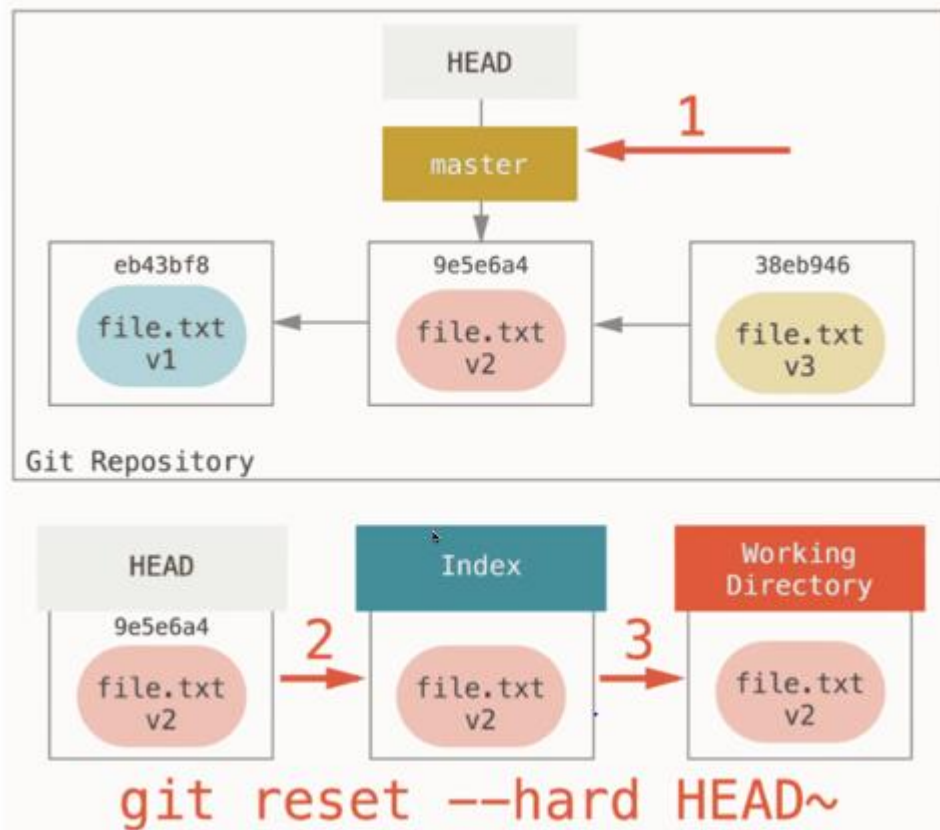 HEAD
1
master
eb43bf8
9e5e6a4
38eb946
file.txt
v1
file.txt
v2
file.txt
v3
Git Repository
HEAD
Index
Working
Directory
9e5e6a4
2
3
file.txt
v2
file.txt
v2
file.txt
v2
git reset --hard HEAD~